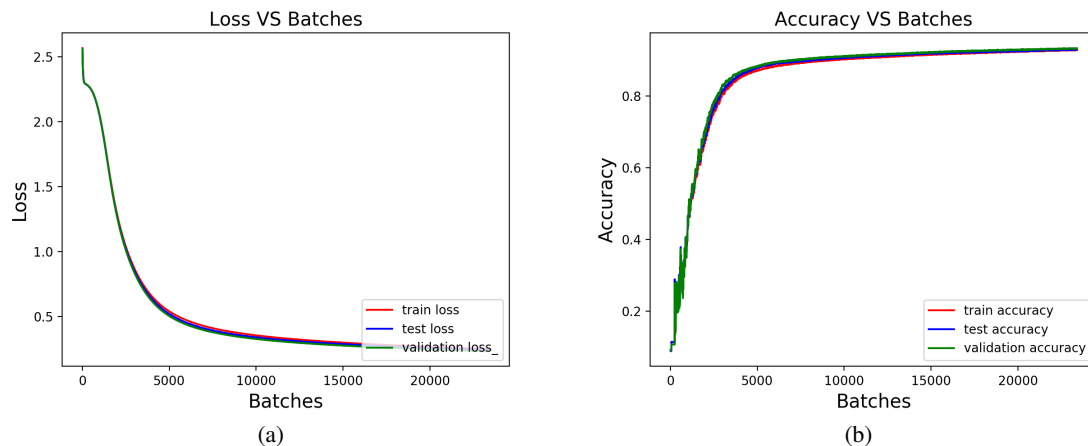 Loss VS Batches
2.5
2.0
1.5
1.0
0.5
Loss
0 5000 10000 15000 20000
Batches
train loss
test loss
validation loss_
(a)
Accuracy VS Batches
0.8
0.6
0.4
0.2
Accuracy
0 5000 10000 15000 20000
Batches
train accuracy
test accuracy
validation accuracy
(b)